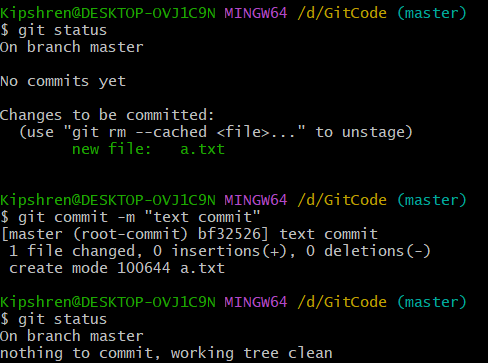 Kipshren@DESKTOP-OVJ1C9N MINGW64 /d/GitCode (master)
$ git status
On branch master
No commits yet
Changes to be committed:
  (use "git rm --cached <file>..." to unstage)
        new file:   a.txt
Kipshren@DESKTOP-OVJ1C9N MINGW64 /d/GitCode (master)
$ git commit -m "text commit"
[master (root-commit) bf32526] text commit
 1 file changed, 0 insertions(+), 0 deletions(-)
 create mode 100644 a.txt
Kipshren@DESKTOP-OVJ1C9N MINGW64 /d/GitCode (master)
$ git status
On branch master
nothing to commit, working tree clean